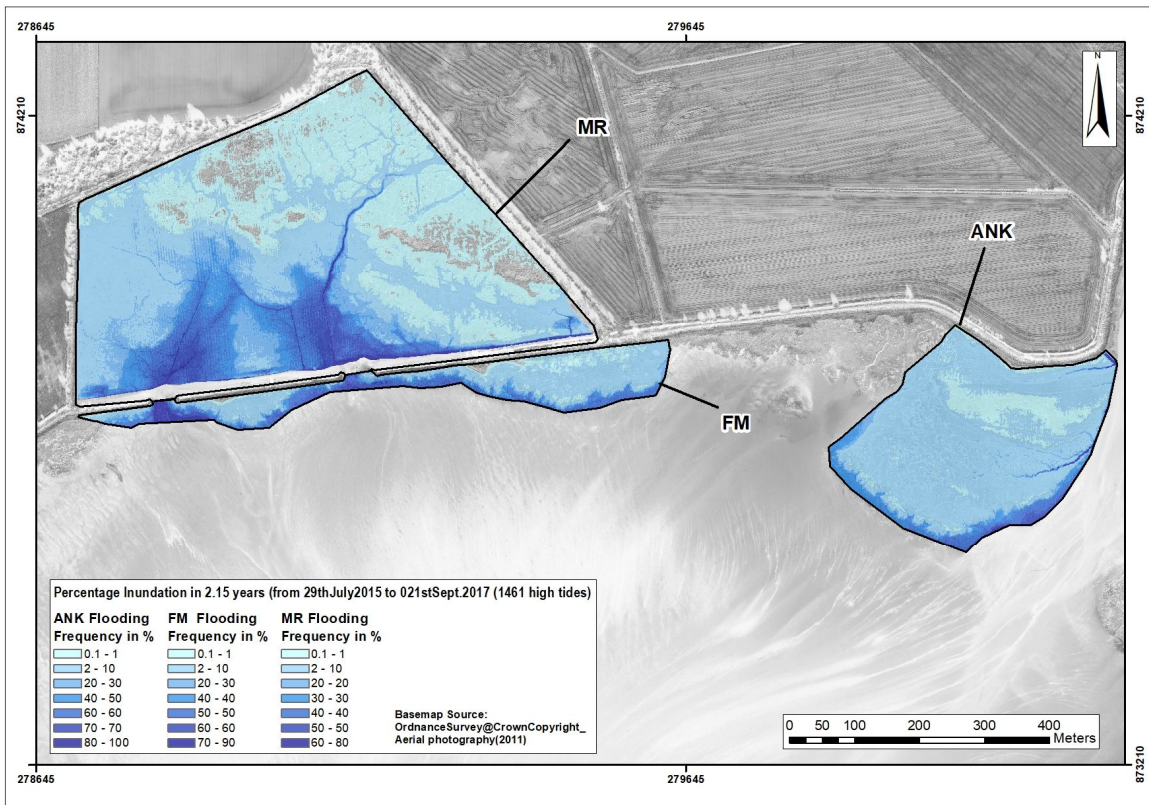 278645
279645
874210
874210
N
MR
ANK
FM
Percentage Inundation in 2.15 years (from 29thJuly2015 to 021stSept.2017 (1461 high tides)
ANK Flooding
Frequency in %
0.1 - 1
2 - 10
20 - 30
40 - 50
60 - 60
70 - 70
80 - 100
FM Flooding
Frequency in %
0.1 - 1
2 - 10
20 - 30
40 - 40
50 - 50
60 - 60
70 - 90
MR Flooding
Frequency in %
0.1 - 1
2 - 10
20 - 20
30 - 30
40 - 40
50 - 50
60 - 80
Basemap Source:
OrdnanceSurvey@CrownCopyright_
Aerial photography(2011)
0 50 100 200 300 400
Meters
873210
873210
278645
279645